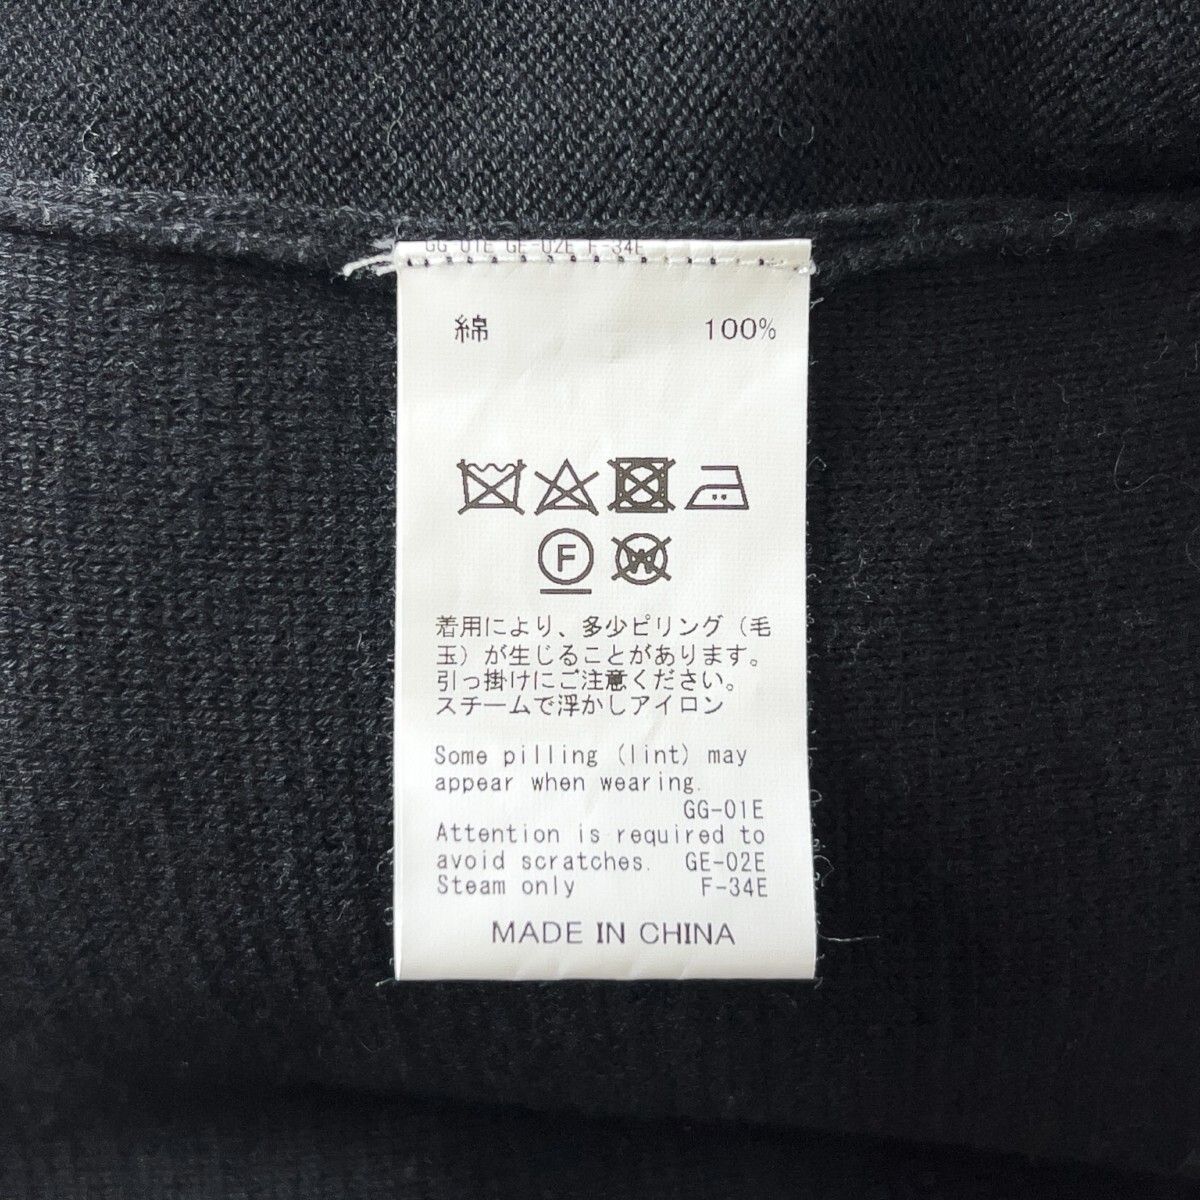 GG 01E GE-02E F-34E
綿 100%
F
W
着用により、多少ピリング（毛
玉）が生じることがあります。
引っ掛けにご注意ください。
スチームで浮かしアイロン
Some pilling (lint) may
appear when wearing.
GG-01E
Attention is required to
avoid scratches. GE-02E
Steam only F-34E
MADE IN CHINA